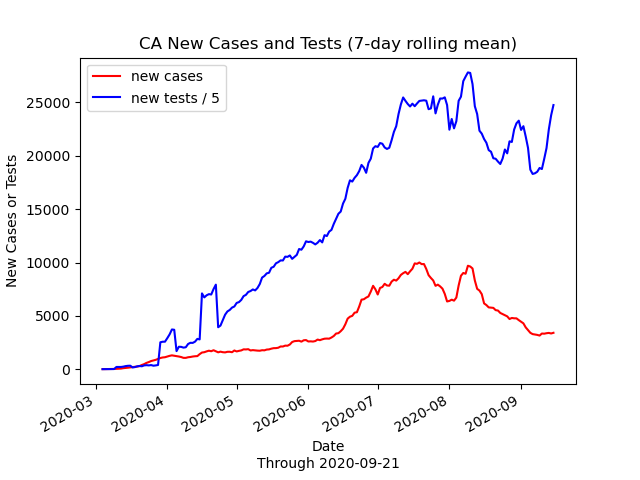 CA New Cases and Tests (7-day rolling mean)
new cases
new tests / 5
25000
20000
15000
10000
5000
0
New Cases or Tests
2020-03
2020-04
2020-05
2020-06
2020-07
2020-08
2020-09
Date
Through 2020-09-21